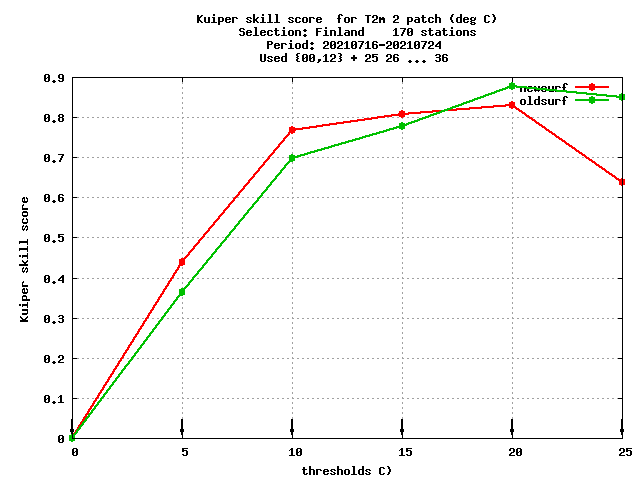 Kuiper skill score  for T2m 2 patch (deg C)
Selection: Finland    170 stations
Period: 20210716-20210724
Used {00,12} + 25 26 ... 36
newsurf
oldsurf
0.9
0.8
0.7
0.6
0.5
0.4
0.3
0.2
0.1
0
Kuiper skill score
0 5 10 15 20 25
thresholds C)